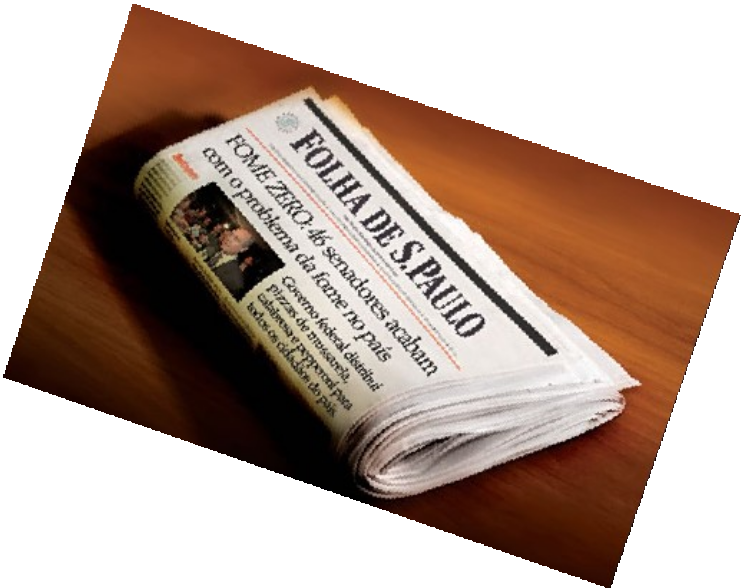 FOLHA DE S.PAULO
FOME ZERO: 46 senadores acabam
com o problema da fome no país
Governo federal distribui
pizzas de mussarela,
calabresa e pepperoni para
todos os cidadãos do país.